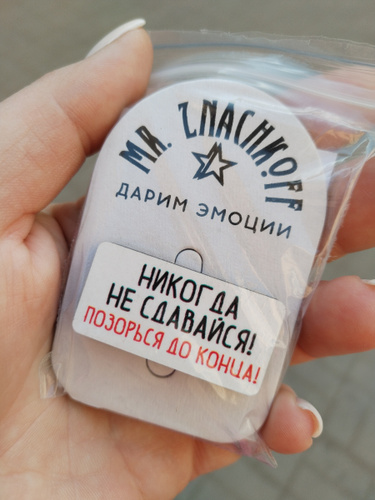 MR. ZNACHKOFF
ДАРИМ ЭМОЦИИ
НИКОГДА
НЕ СДАВАЙСЯ!
ПОЗОРЬСЯ ДО КОНЦА!